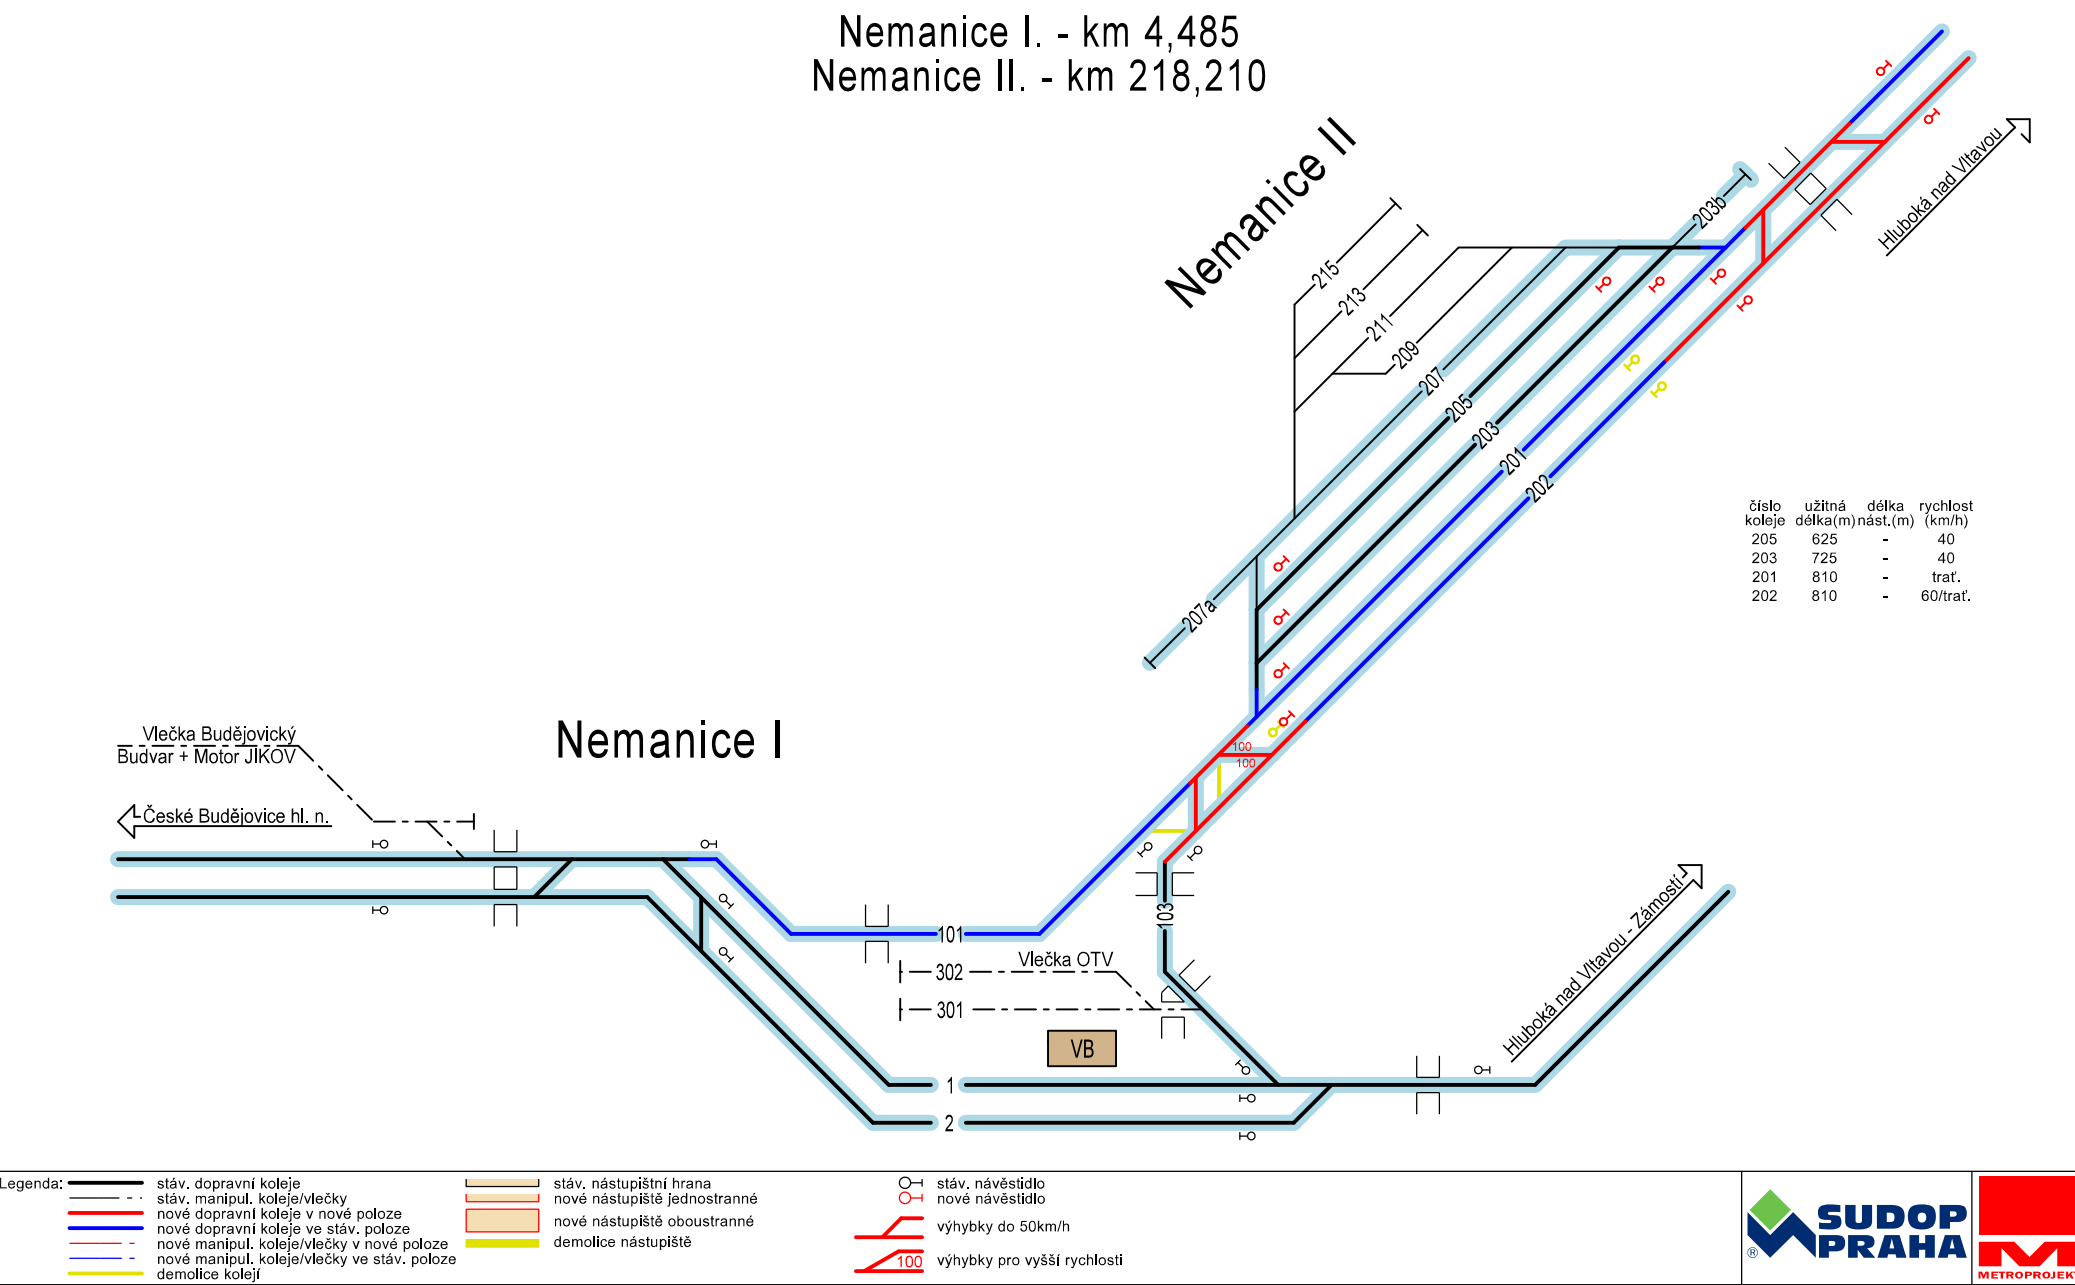 Nemanice I. - km 4,485
Nemanice II. - km 218,210
Nemanice II
Hluboká nad Vltavou
203b
215
213
211
209
207
205
203
201
202
207a
číslo koleje užitná délka(m) délka nást.(m) rychlost (km/h)
205 625 - 40
203 725 - 40
201 810 - trať.
202 810 - 60/trať.
Nemanice I
Vlečka Budějovický
Budvar + Motor JIKOV
České Budějovice hl. n.
100
100
103
101
302
Vlečka OTV
301
VB
1
2
Hluboká nad Vltavou - Zámostí
Legenda:
stáv. dopravní koleje
stáv. manipul. koleje/vlečky
nové dopravní koleje v nové poloze
nové dopravní koleje ve stáv. poloze
nové manipul. koleje/vlečky v nové poloze
nové manipul. koleje/vlečky ve stáv. poloze
demolice kolejí
stáv. nástupištní hrana
nové nástupiště jednostranné
nové nástupiště oboustranné
demolice nástupiště
stáv. návěstidlo
nové návěstidlo
výhybky do 50km/h
100 výhybky pro vyšší rychlosti
®
SUDOP
PRAHA
METROPROJEKT